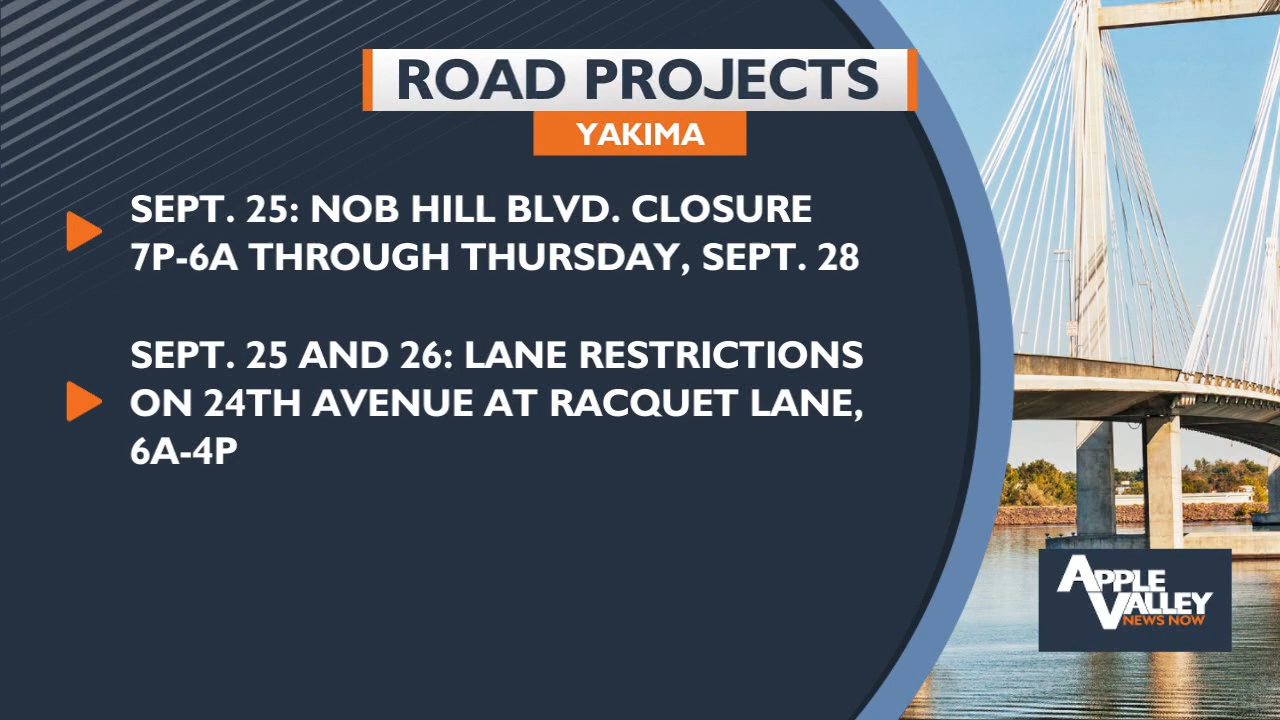 ROAD PROJECTS
YAKIMA
SEPT. 25: NOB HILL BLVD. CLOSURE
7P-6A THROUGH THURSDAY, SEPT. 28
SEPT. 25 AND 26: LANE RESTRICTIONS
ON 24TH AVENUE AT RACQUET LANE,
6A-4P
APPLE
VALLEY
NEWS NOW